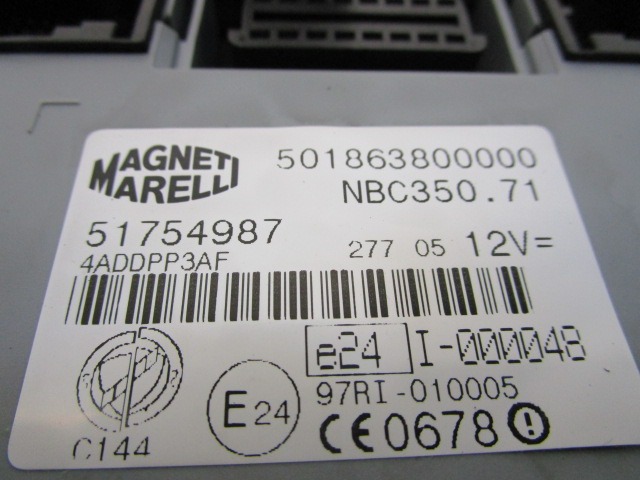 MAGNETI
MARELLI
501863800000
NBC350.71
51754987
277 05 12V=
4ADDPP3AF
e24 I-000048
97RI-010005
E24
CE0678 !
C144